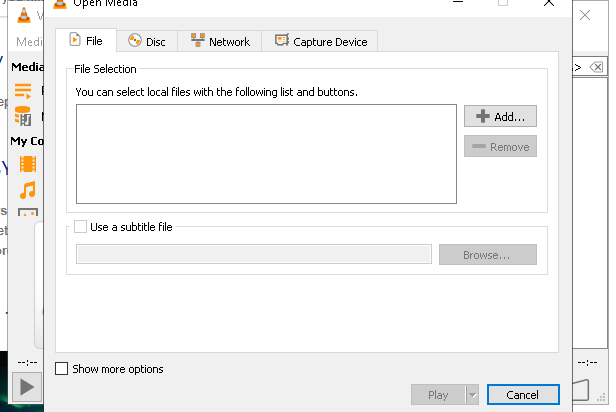 Open Media
Medi
File
Disc
Network
Capture Device
Media
File Selection
You can select local files with the following list and buttons.
Add...
Remove
My Co
Use a subtitle file
Browse...
--:--
--:--
Show more options
Play
Cancel